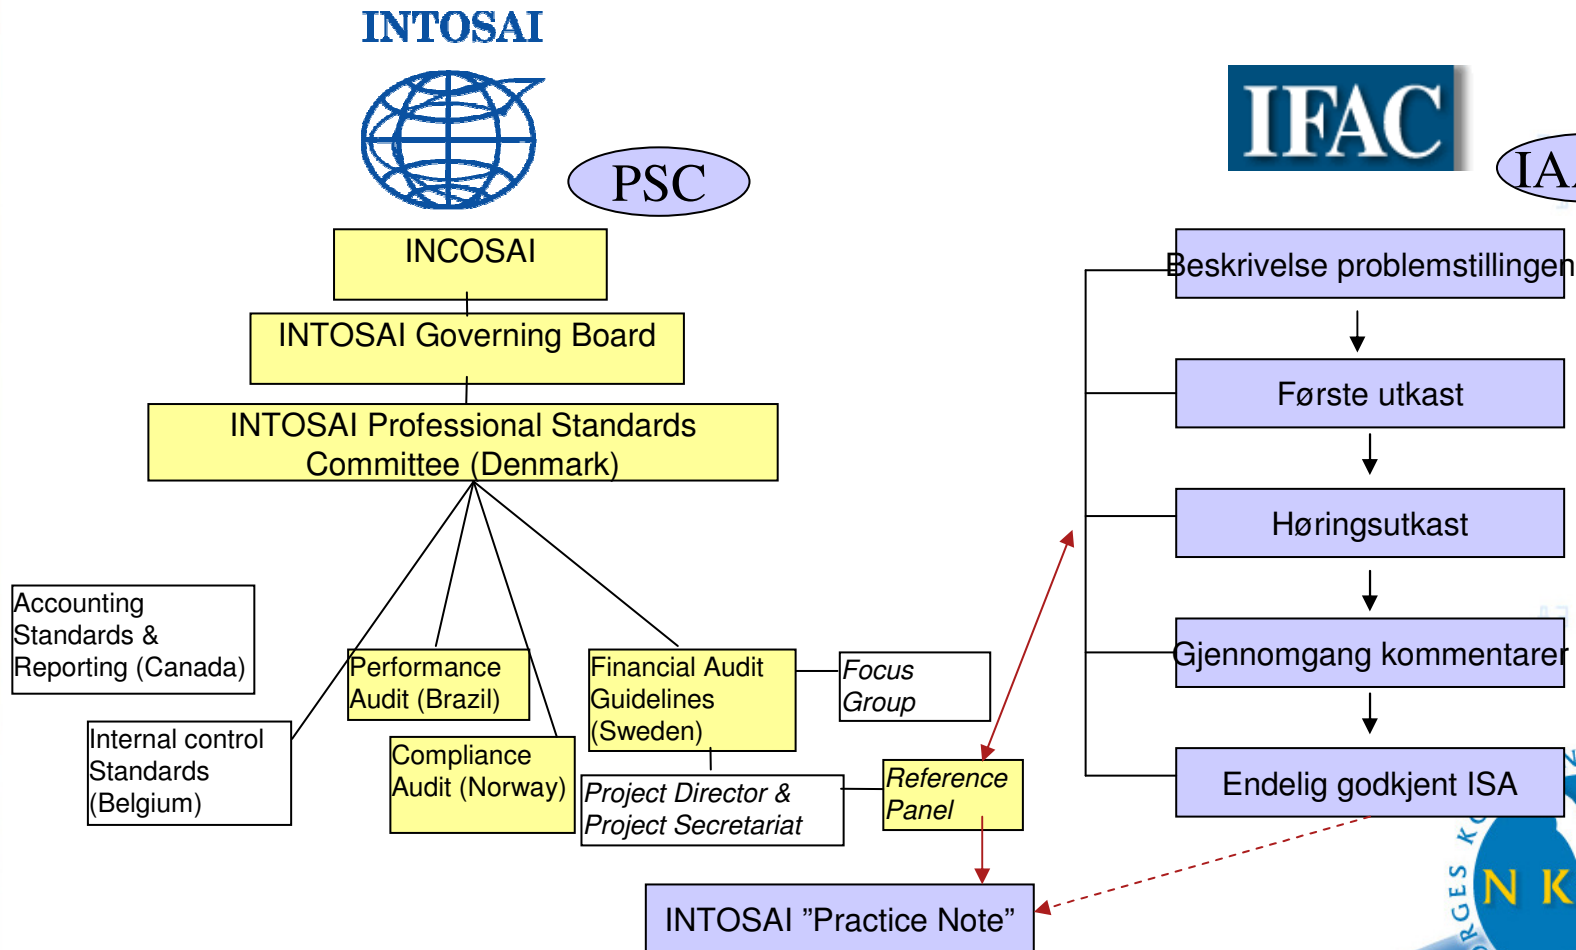 INTOSAI
IFAC
PSC
INCOSAI
INTOSAI Governing Board
INTOSAI Professional Standards
Committee (Denmark)
Accounting
Standards &
Reporting (Canada)
Internal control
Standards
(Belgium)
Performance
Audit (Brazil)
Compliance
Audit (Norway)
Financial Audit
Guidelines
(Sweden)
Focus
Group
Project Director &
Project Secretariat
Reference
Panel
INTOSAI ”Practice Note”
Beskrivelse problemstillingen
Første utkast
Høringsutkast
Gjennomgang kommentarer
Endelig godkjent ISA
N K